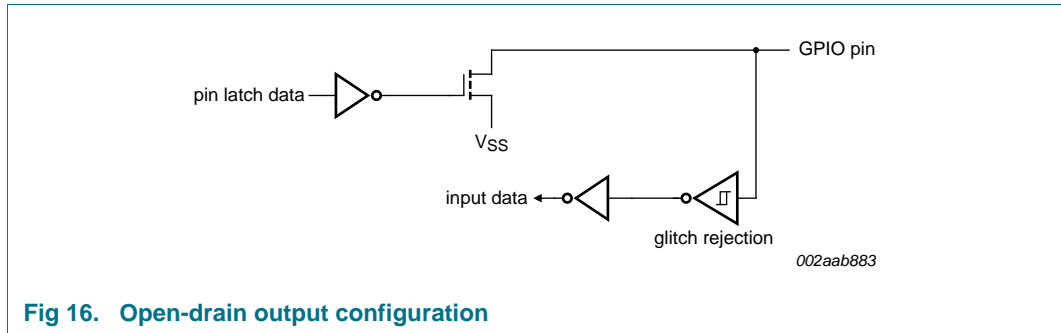 GPIO pin
pin latch data
VSS
input data
glitch rejection
002aab883
Fig 16. Open-drain output configuration